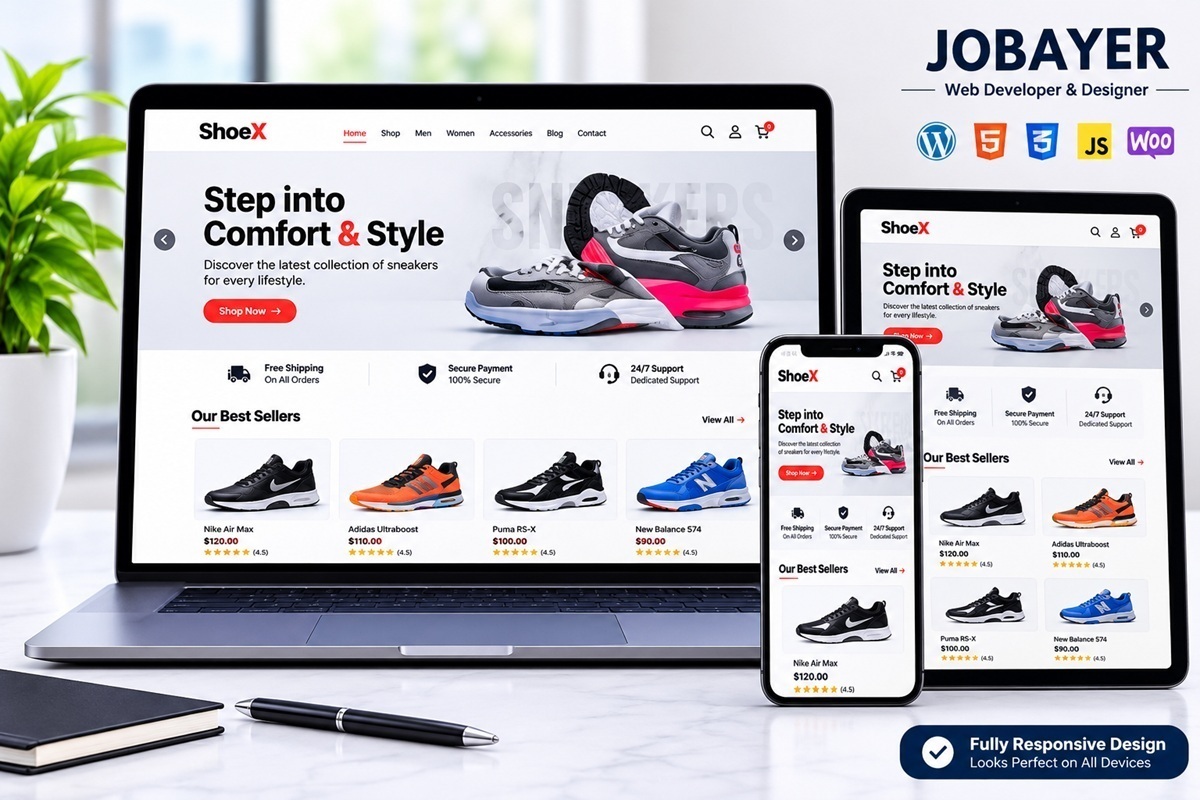 JOBAYER
Web Developer & Designer
5
3
JS
WOO
ShoeX
Home Shop Men Women Accessories Blog Contact
0
SNEAKERS
Step into
Comfort & Style
Discover the latest collection of sneakers
for every lifestyle.
Shop Now →
Free Shipping
On All Orders
Secure Payment
100% Secure
24/7 Support
Dedicated Support
Our Best Sellers
View All →
Nike Air Max
$120.00
★★★★★ (4.5)
Adidas Ultraboost
$110.00
★★★★★ (4.5)
Puma RS-X
$100.00
★★★★★ (4.5)
New Balance 574
$90.00
★★★★★ (4.5)
ShoeX
0
Step into
Comfort & Style
Discover the latest collection
of sneakers for every lifestyle.
Shop Now →
Free Shipping
On All Orders
Secure Payment
100% Secure
24/7 Support
Dedicated Support
Our Best Sellers
View All →
Nike Air Max
$120.00
★★★★★ (4.5)
ShoeX
0
Step into
Comfort & Style
Discover the latest collection of sneakers
for every lifestyle.
Shop Now →
Free Shipping
On All Orders
Secure Payment
100% Secure
24/7 Support
Dedicated Support
Our Best Sellers
View All →
Nike Air Max
$120.00
★★★★★ (4.5)
Adidas Ultraboost
$110.00
★★★★★ (4.5)
Puma RS-X
$100.00
★★★★★ (4.5)
New Balance 574
$90.00
★★★★★ (4.5)
Fully Responsive Design
Looks Perfect on All Devices